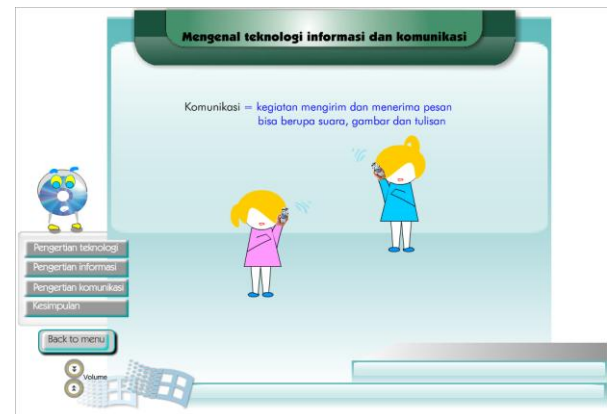 Mengenal teknologi informasi dan komunikasi
Komunikasi = kegiatan mengirim dan menerima pesan
bisa berupa suara, gambar dan tulisan
Pengertian teknologi
Pengertian informasi
Pengertian komunikasi
Kesimpulan
Back to menu
Volume